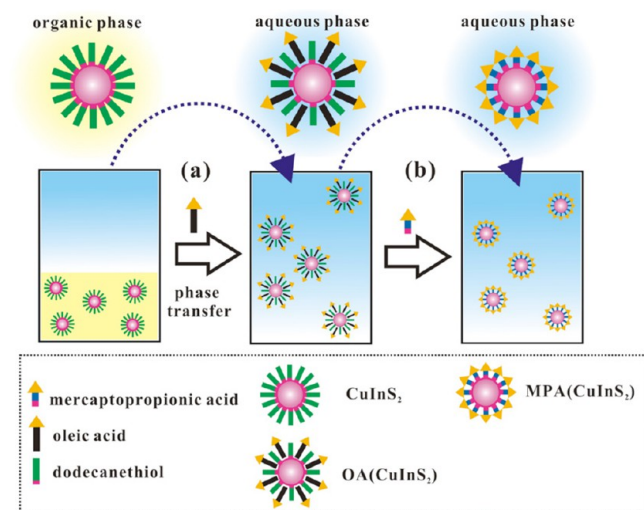 organic phase
aqueous phase
aqueous phase
(a)
(b)
phase
transfer
mercaptopropionic acid
oleic acid
dodecanethiol
CuInS₂
OA(CuInS₂)
MPA(CuInS₂)